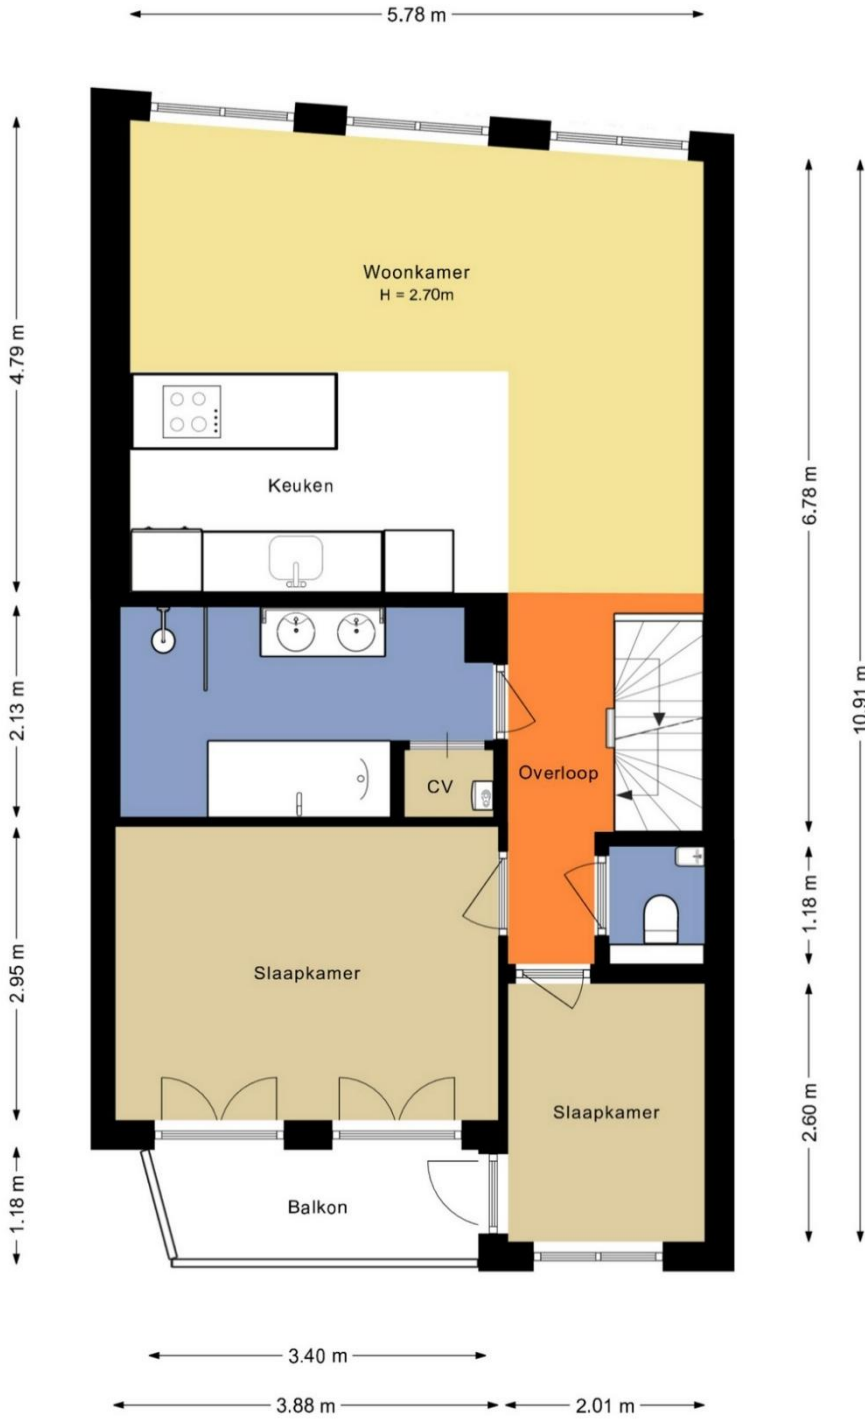 5.78 m
Woonkamer
H = 2.70m
4.79 m
Keuken
6.78 m
2.13 m
10.91 m
Overloop
CV
1.18 m
2.95 m
Slaapkamer
Slaapkamer
2.60 m
1.18 m
Balkon
3.40 m
3.88 m
2.01 m